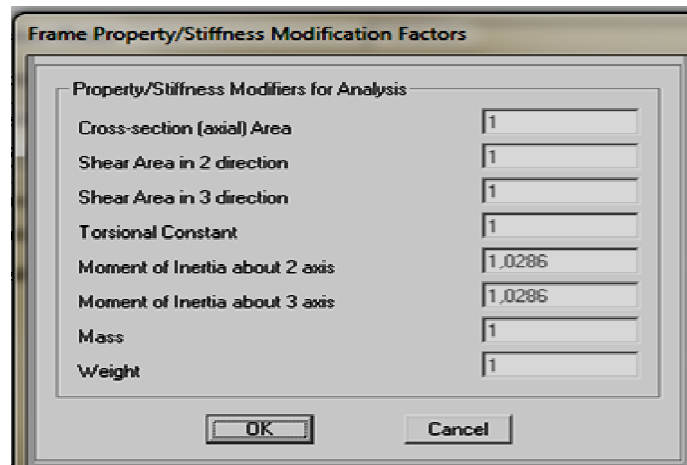 Frame Property/Stiffness Modification Factors
Property/Stiffness Modifiers for Analysis
Cross-section (axial) Area 1
Shear Area in 2 direction 1
Shear Area in 3 direction 1
Torsional Constant 1
Moment of Inertia about 2 axis 1,0286
Moment of Inertia about 3 axis 1,0286
Mass 1
Weight 1
OK Cancel